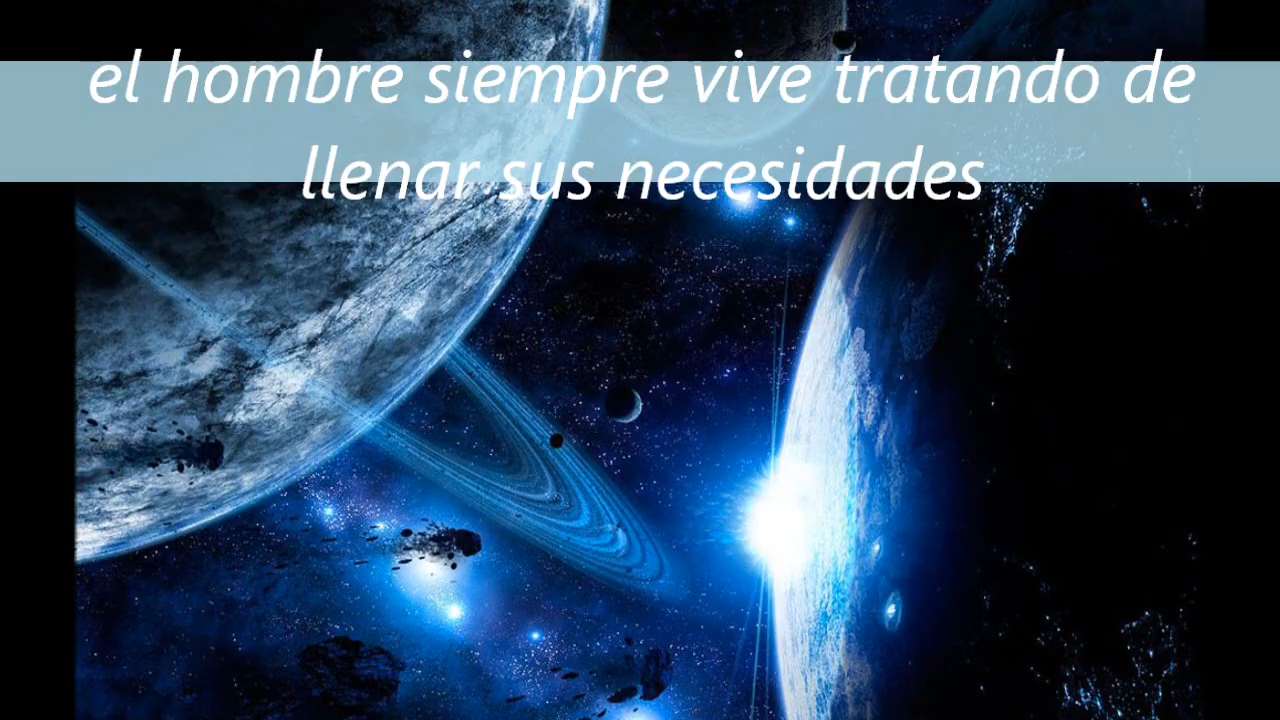 el hombre siempre vive tratando de
llenar sus necesidades